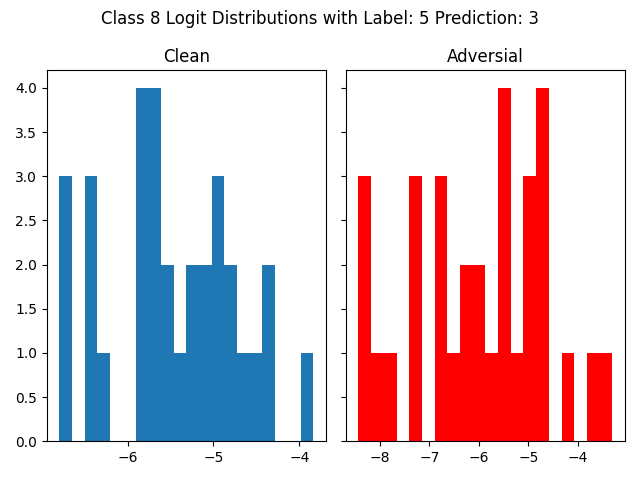 Class 8 Logit Distributions with Label: 5 Prediction: 3
Clean
Adversial
4.0
3.5
3.0
2.5
2.0
1.5
1.0
0.5
0.0
−6 −5 −4
−8 −7 −6 −5 −4